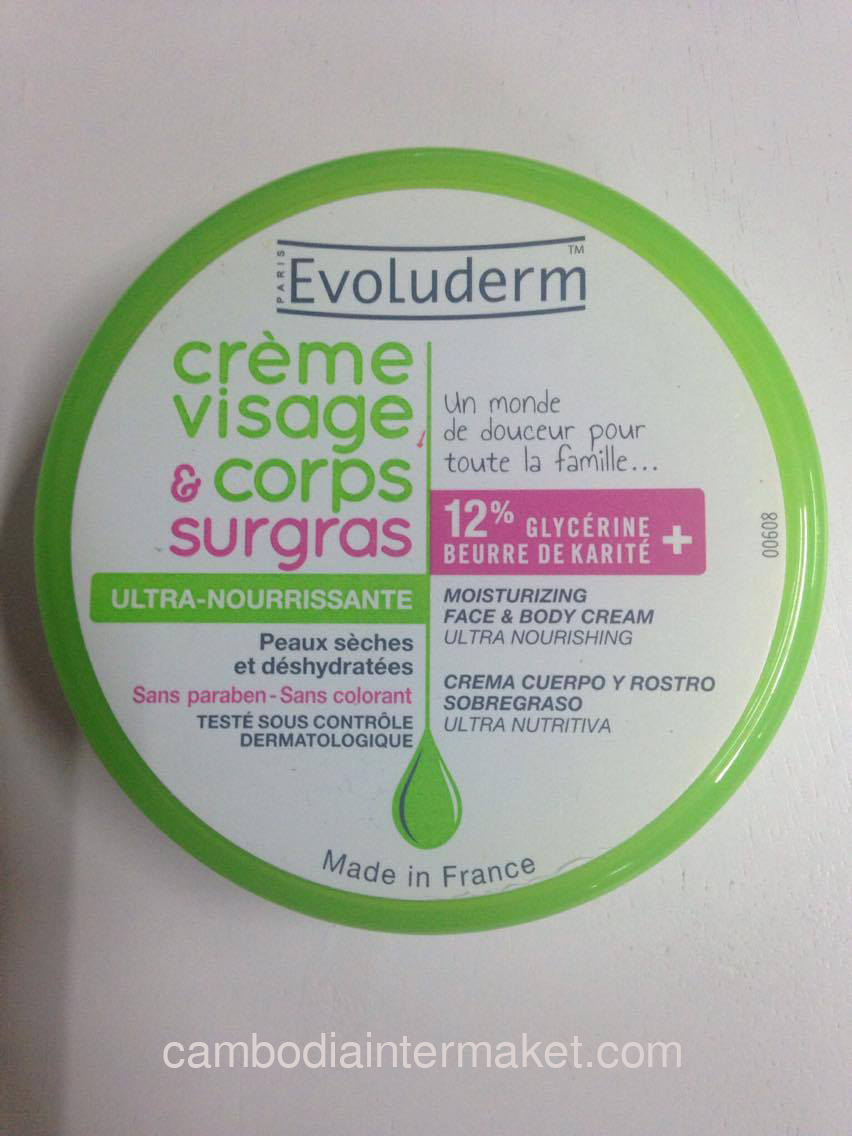 PARIS
Evoluderm
TM
crème
visage
& corps
surgras
ULTRA-NOURRISSANTE
Peaux sèches
et déshydratées
Sans paraben - Sans colorant
TESTÉ SOUS CONTRÔLE
DERMATOLOGIQUE
Un monde
de douceur pour
toute la famille...
12% GLYCÉRINE
BEURRE DE KARITÉ +
MOISTURIZING
FACE & BODY CREAM
ULTRA NOURISHING
CREMA CUERPO Y ROSTRO
SOBREGRASO
ULTRA NUTRITIVA
00608
Made in France
cambodiaintermaket.com